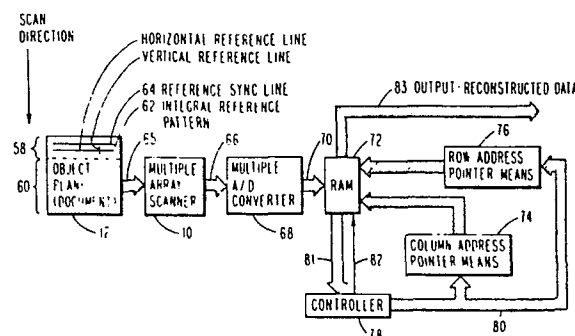 SCAN
DIRECTION
HORIZONTAL REFERENCE LINE
VERTICAL REFERENCE LINE
64 REFERENCE SYNC LINE
62 INTEGRAL REFERENCE
PATTERN
83 OUTPUT-RECONSTRUCTED DATA
58
60
OBJECT
PLANE
(DOCUMENT)
12
65
MULTIPLE
ARRAY
SCANNER
10
66
MULTIPLE
A/D
CONVERTER
68
70
72
RAM
76
ROW ADDRESS
POINTER MEANS
74
COLUMN ADDRESS
POINTER MEANS
81
82
CONTROLLER
78
80